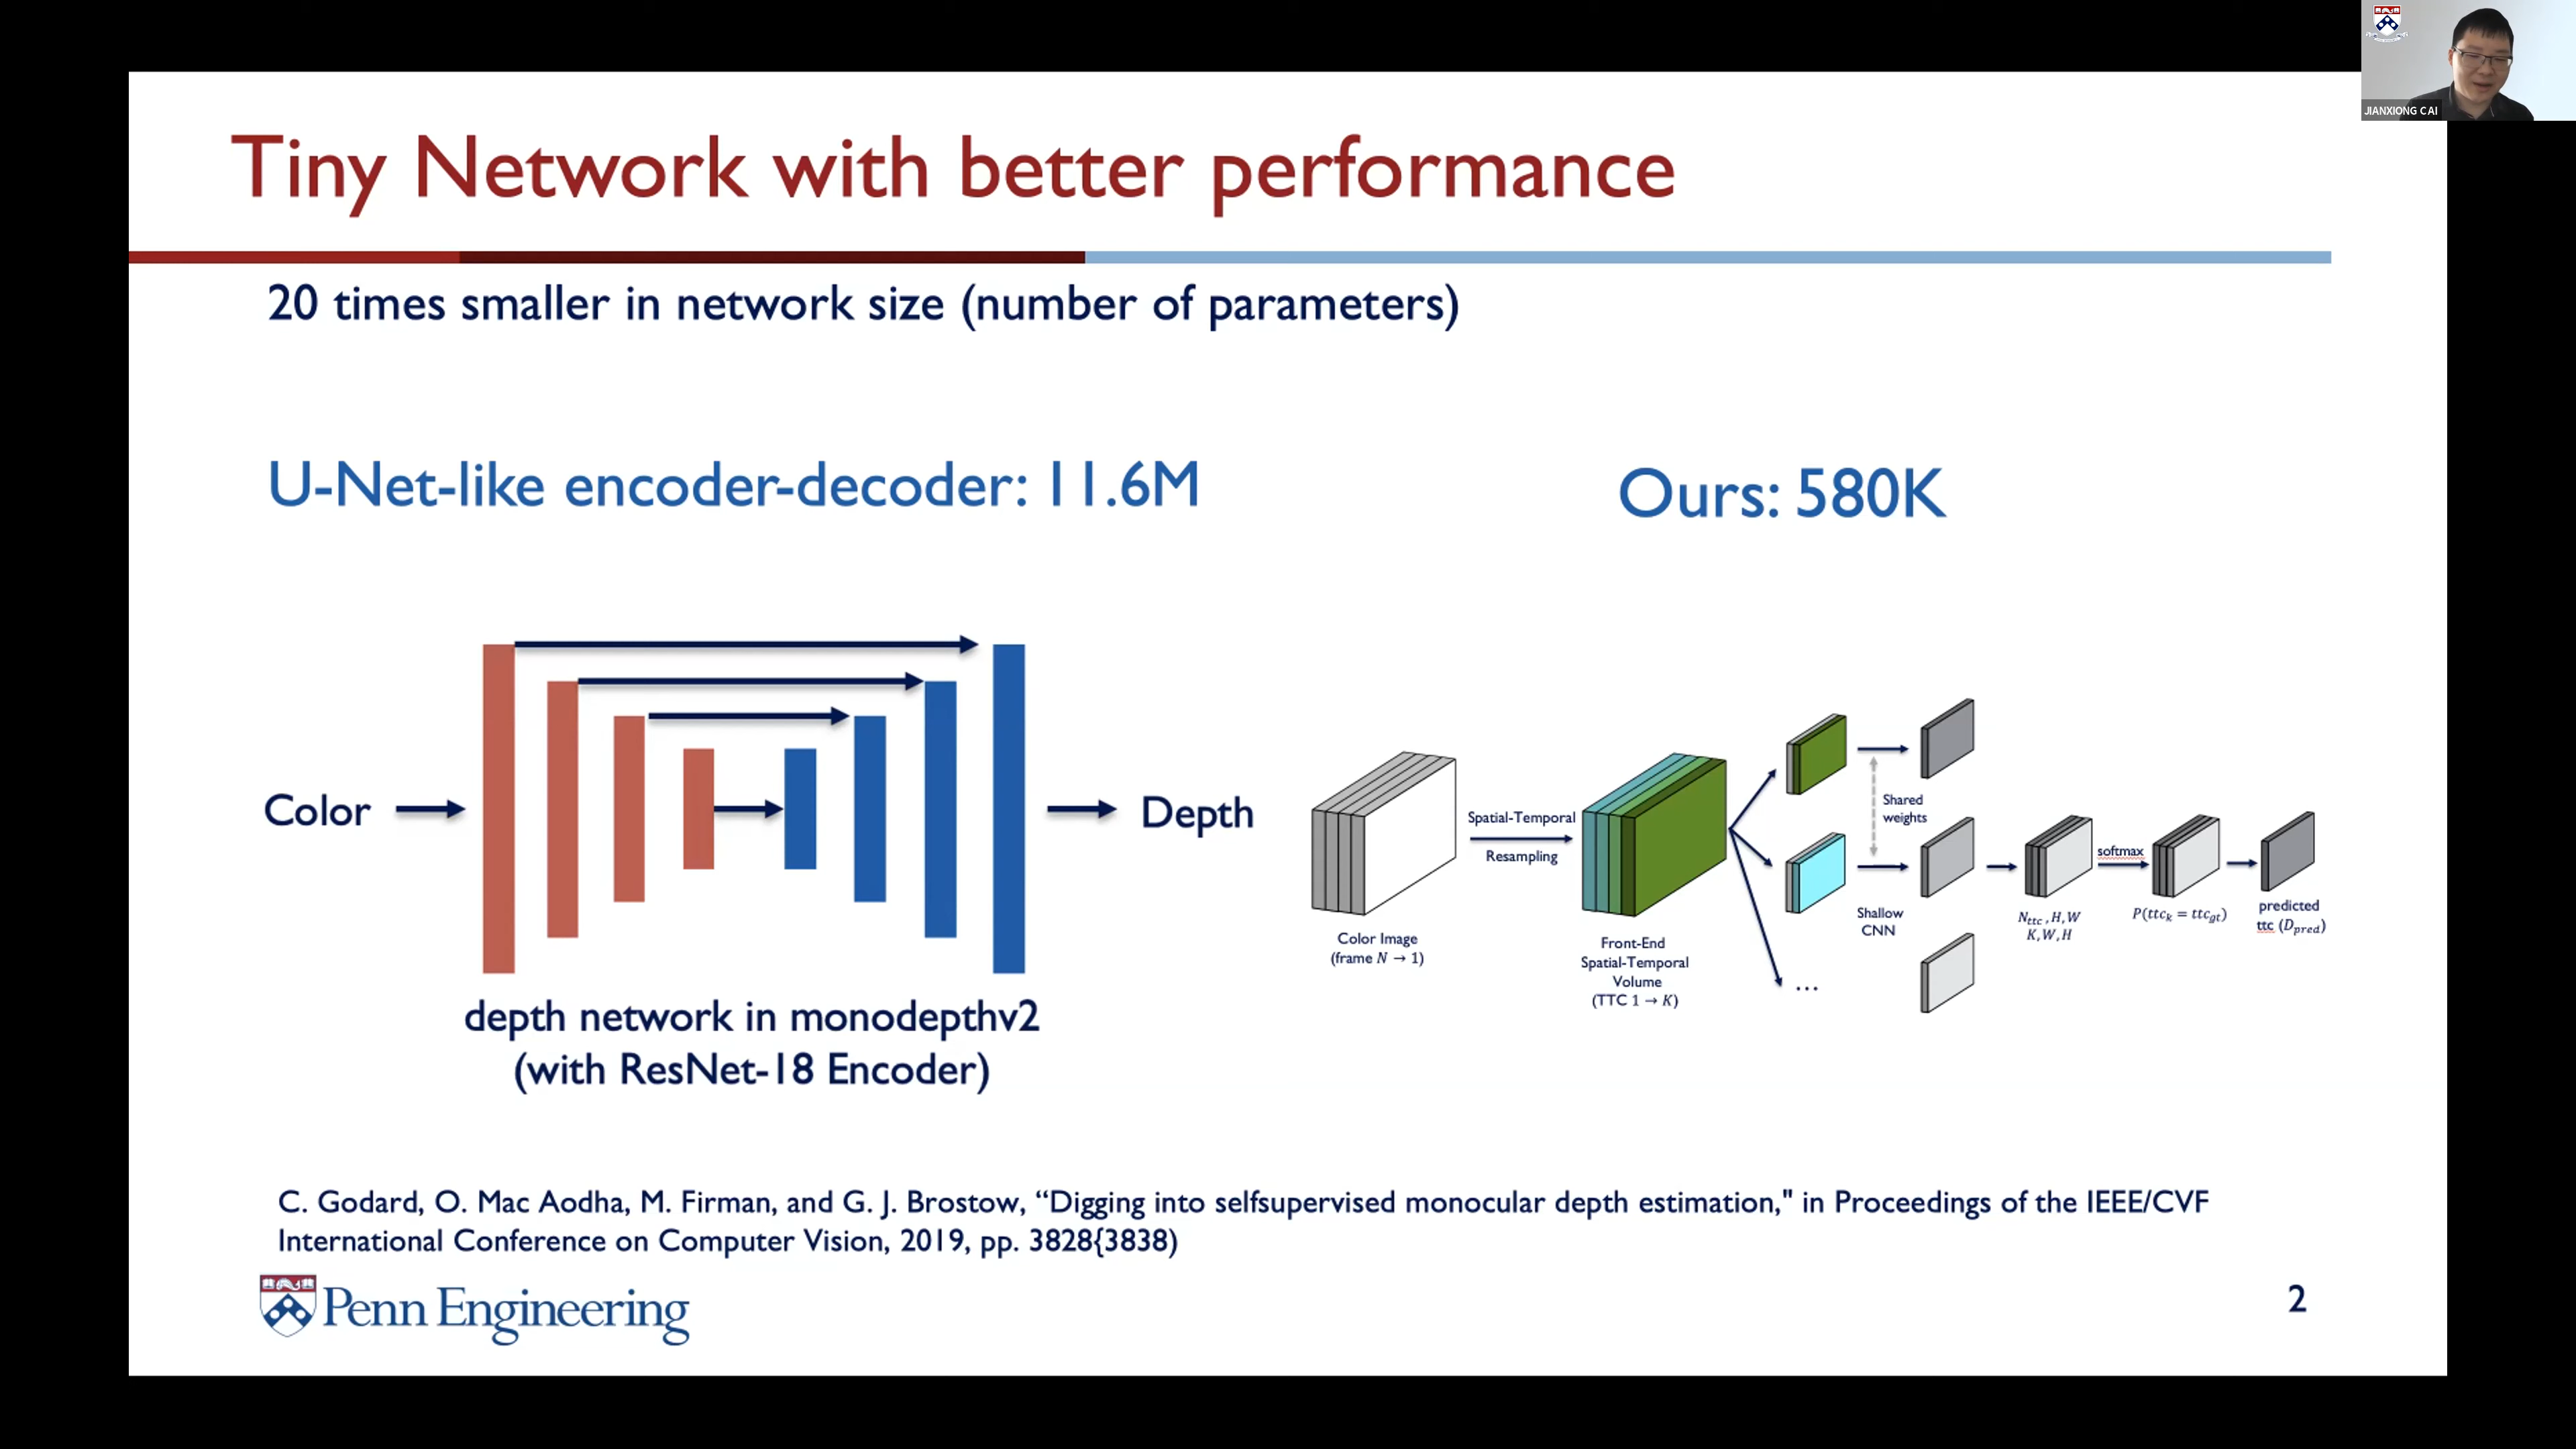 JIANXIONG CAI
Tiny Network with better performance
20 times smaller in network size (number of parameters)
U-Net-like encoder-decoder: 11.6M
Ours: 580K
Color
Depth
depth network in monodepthv2
(with ResNet-18 Encoder)
Color Image
(frame N → 1)
Spatial-Temporal
Resampling
Front-End
Spatial-Temporal
Volume
(TTC 1 → K)
...
Shared
weights
Shallow
CNN
N_ttc , H, W
K, W, H
softmax
P(ttc_k = ttc_gt)
predicted
ttc (D_pred)
C. Godard, O. Mac Aodha, M. Firman, and G. J. Brostow, “Digging into selfsupervised monocular depth estimation," in Proceedings of the IEEE/CVF
International Conference on Computer Vision, 2019, pp. 3828{3838)
Penn Engineering
2